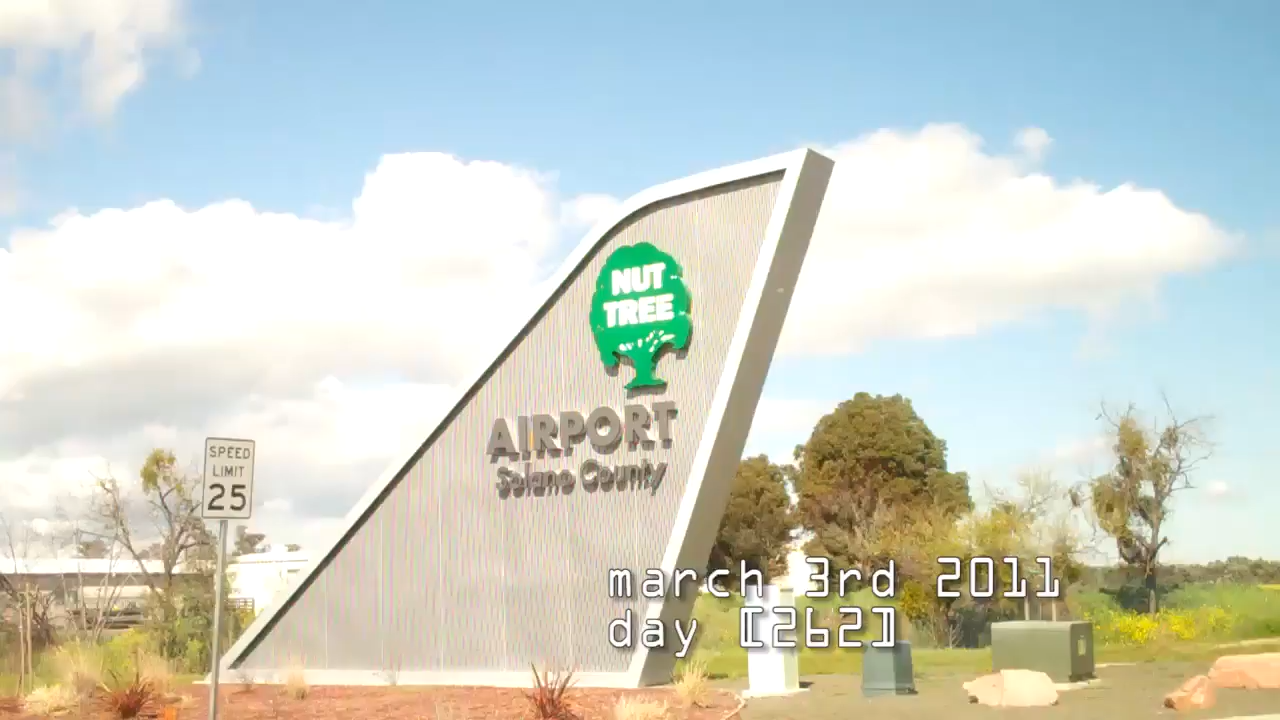 NUT
TREE
AIRPORT
Solano County
SPEED
LIMIT
25
march 3rd 2011
day [262]